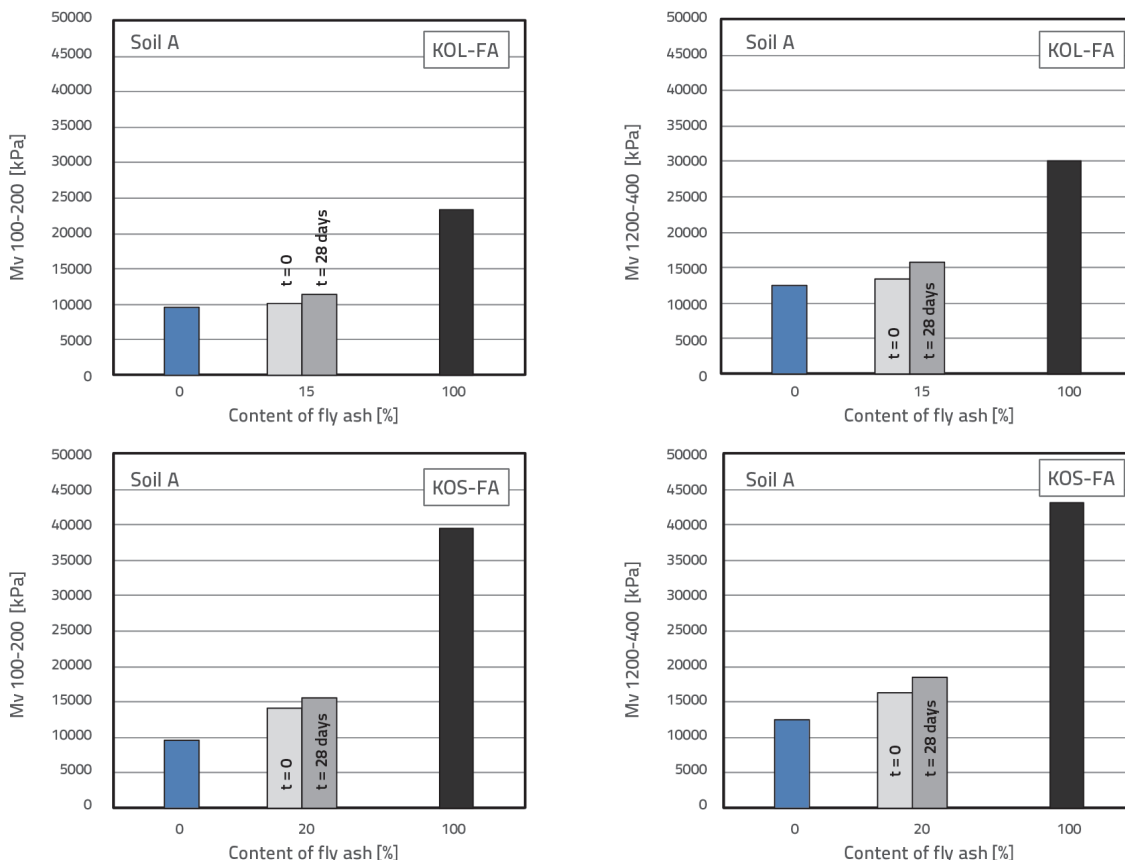 50000
45000
40000
35000
30000
25000
20000
15000
10000
5000
0
Mv 100-200 [kPa]
Soil A
KOL-FA
t = 0
t = 28 days
0
15
100
Content of fly ash [%]
50000
45000
40000
35000
30000
25000
20000
15000
10000
5000
0
Mv 1200-400 [kPa]
Soil A
KOL-FA
t = 0
t = 28 days
0
15
100
Content of fly ash [%]
50000
45000
40000
35000
30000
25000
20000
15000
10000
5000
0
Mv 100-200 [kPa]
Soil A
KOS-FA
t = 0
t = 28 days
0
20
100
Content of fly ash [%]
50000
45000
40000
35000
30000
25000
20000
15000
10000
5000
0
Mv 1200-400 [kPa]
Soil A
KOS-FA
t = 0
t = 28 days
0
20
100
Content of fly ash [%]